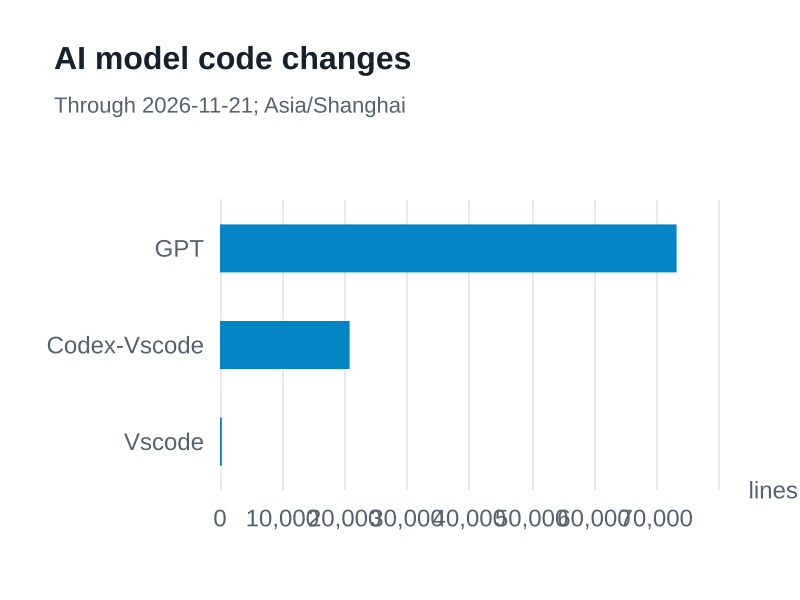 AI model code changes
Through 2026-11-21; Asia/Shanghai
GPT
Codex-Vscode
Vscode
lines
0 10,000 20,000 30,000 40,000 50,000 60,000 70,000